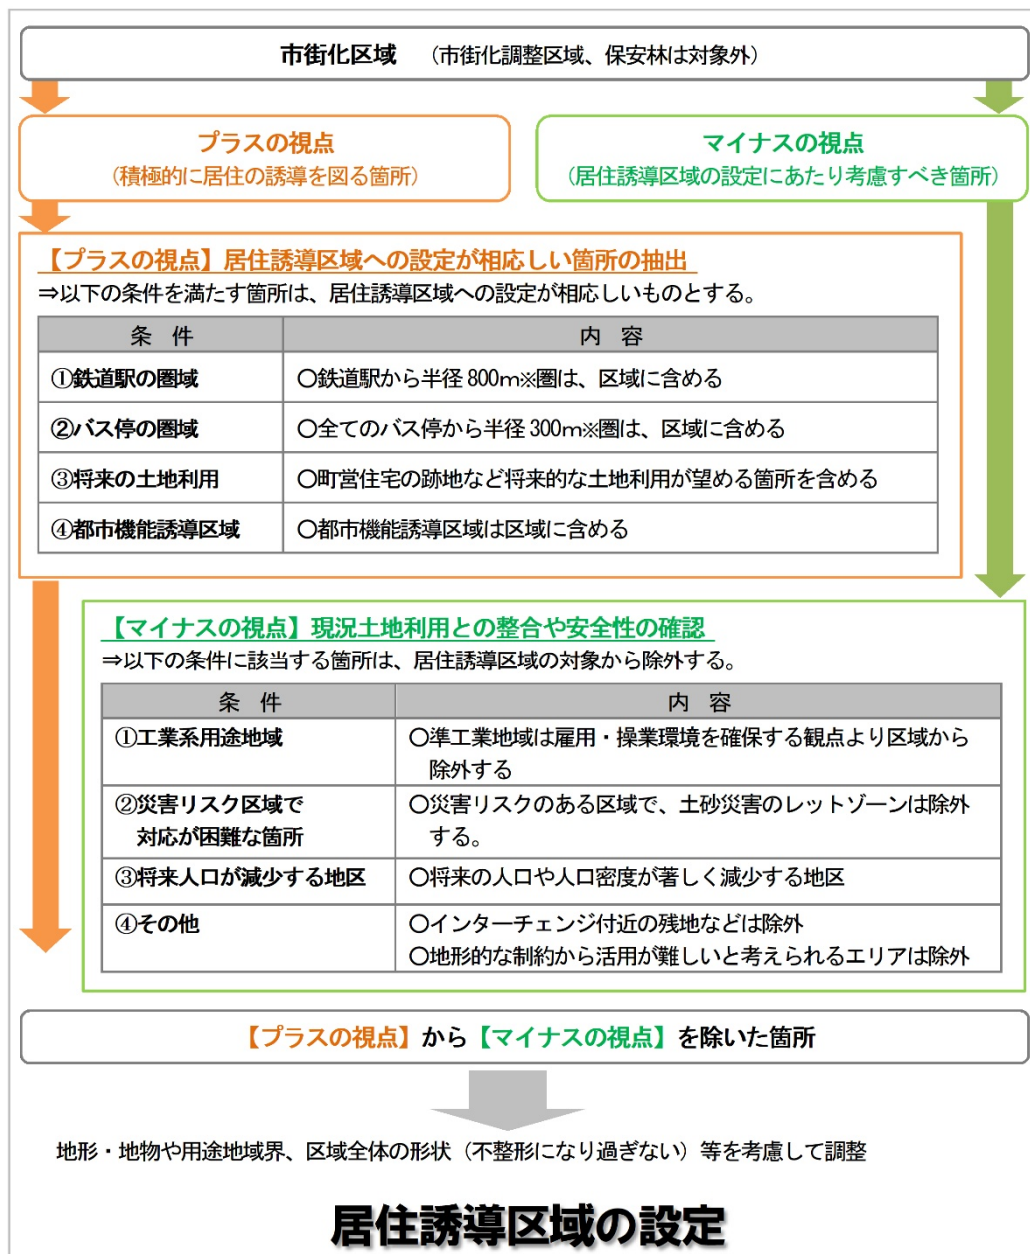 市街化区域 （市街化調整区域、保安林は対象外）
プラスの視点
（積極的に居住の誘導を図る箇所）
マイナスの視点
（居住誘導区域の設定にあたり考慮すべき箇所）
【プラスの視点】居住誘導区域への設定が相応しい箇所の抽出
⇒以下の条件を満たす箇所は、居住誘導区域への設定が相応しいものとする。
条 件 内 容
①鉄道駅の圏域 〇鉄道駅から半径 800m※圏は、区域に含める
②バス停の圏域 〇全てのバス停から半径 300m※圏は、区域に含める
③将来の土地利用 〇町営住宅の跡地など将来的な土地利用が望める箇所を含める
④都市機能誘導区域 〇都市機能誘導区域は区域に含める
【マイナスの視点】現況土地利用との整合や安全性の確認
⇒以下の条件に該当する箇所は、居住誘導区域の対象から除外する。
条 件 内 容
①工業系用途地域 〇準工業地域は雇用・操業環境を確保する観点より区域から
除外する
②災害リスク区域で 〇災害リスクのある区域で、土砂災害のレットゾーンは除外
対応が困難な箇所 する。
③将来人口が減少する地区 〇将来の人口や人口密度が著しく減少する地区
④その他 〇インターチェンジ付近の残地などは除外
〇地形的な制約から活用が難しいと考えられるエリアは除外
【プラスの視点】から【マイナスの視点】を除いた箇所
地形・地物や用途地域界、区域全体の形状（不整形になり過ぎない）等を考慮して調整
居住誘導区域の設定